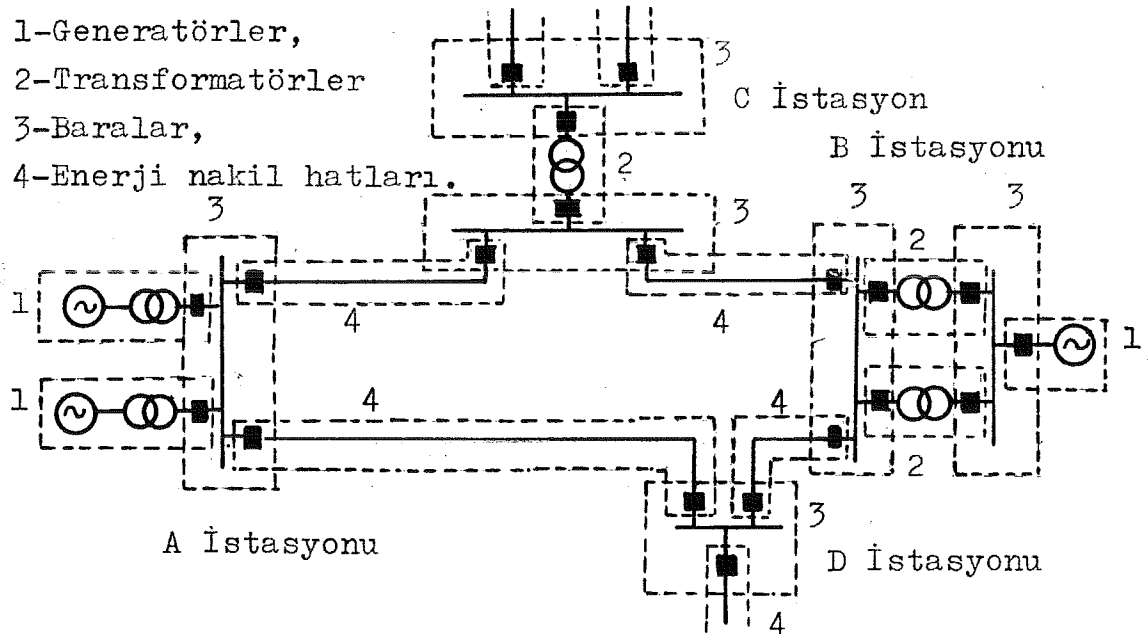 1-Generatörler,
2-Transformatörler
3-Baralar,
4-Enerji nakil hatları.
3
C İstasyon
B İstasyonu
2
3
3
3
3
2
1
4
4
1
1
4
4
2
3
A İstasyonu
D İstasyonu
4